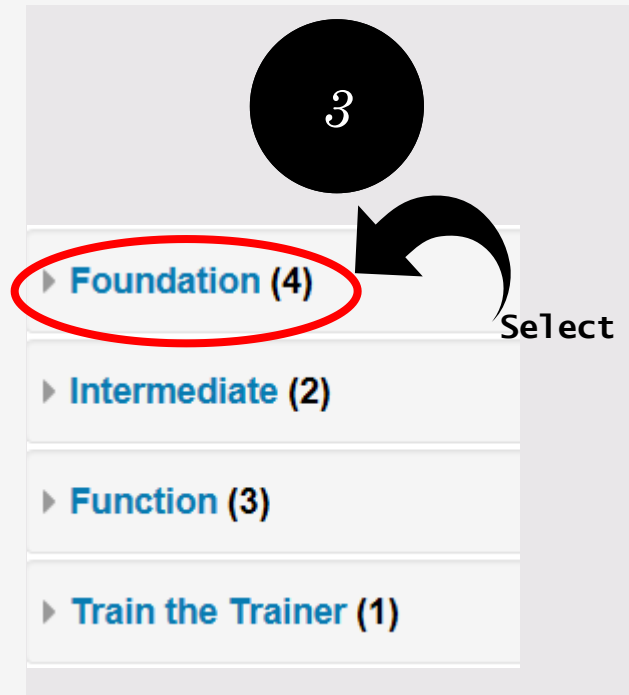 3
Foundation (4)
Select
Intermediate (2)
Function (3)
Train the Trainer (1)